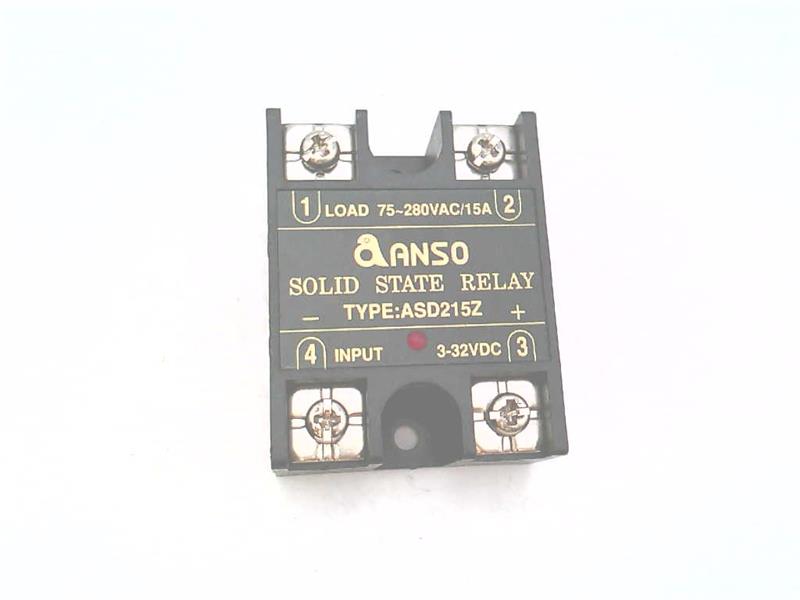 1 LOAD 75~280VAC/15A 2
ANSO
SOLID STATE RELAY
− TYPE:ASD215Z +
4 INPUT 3-32VDC 3